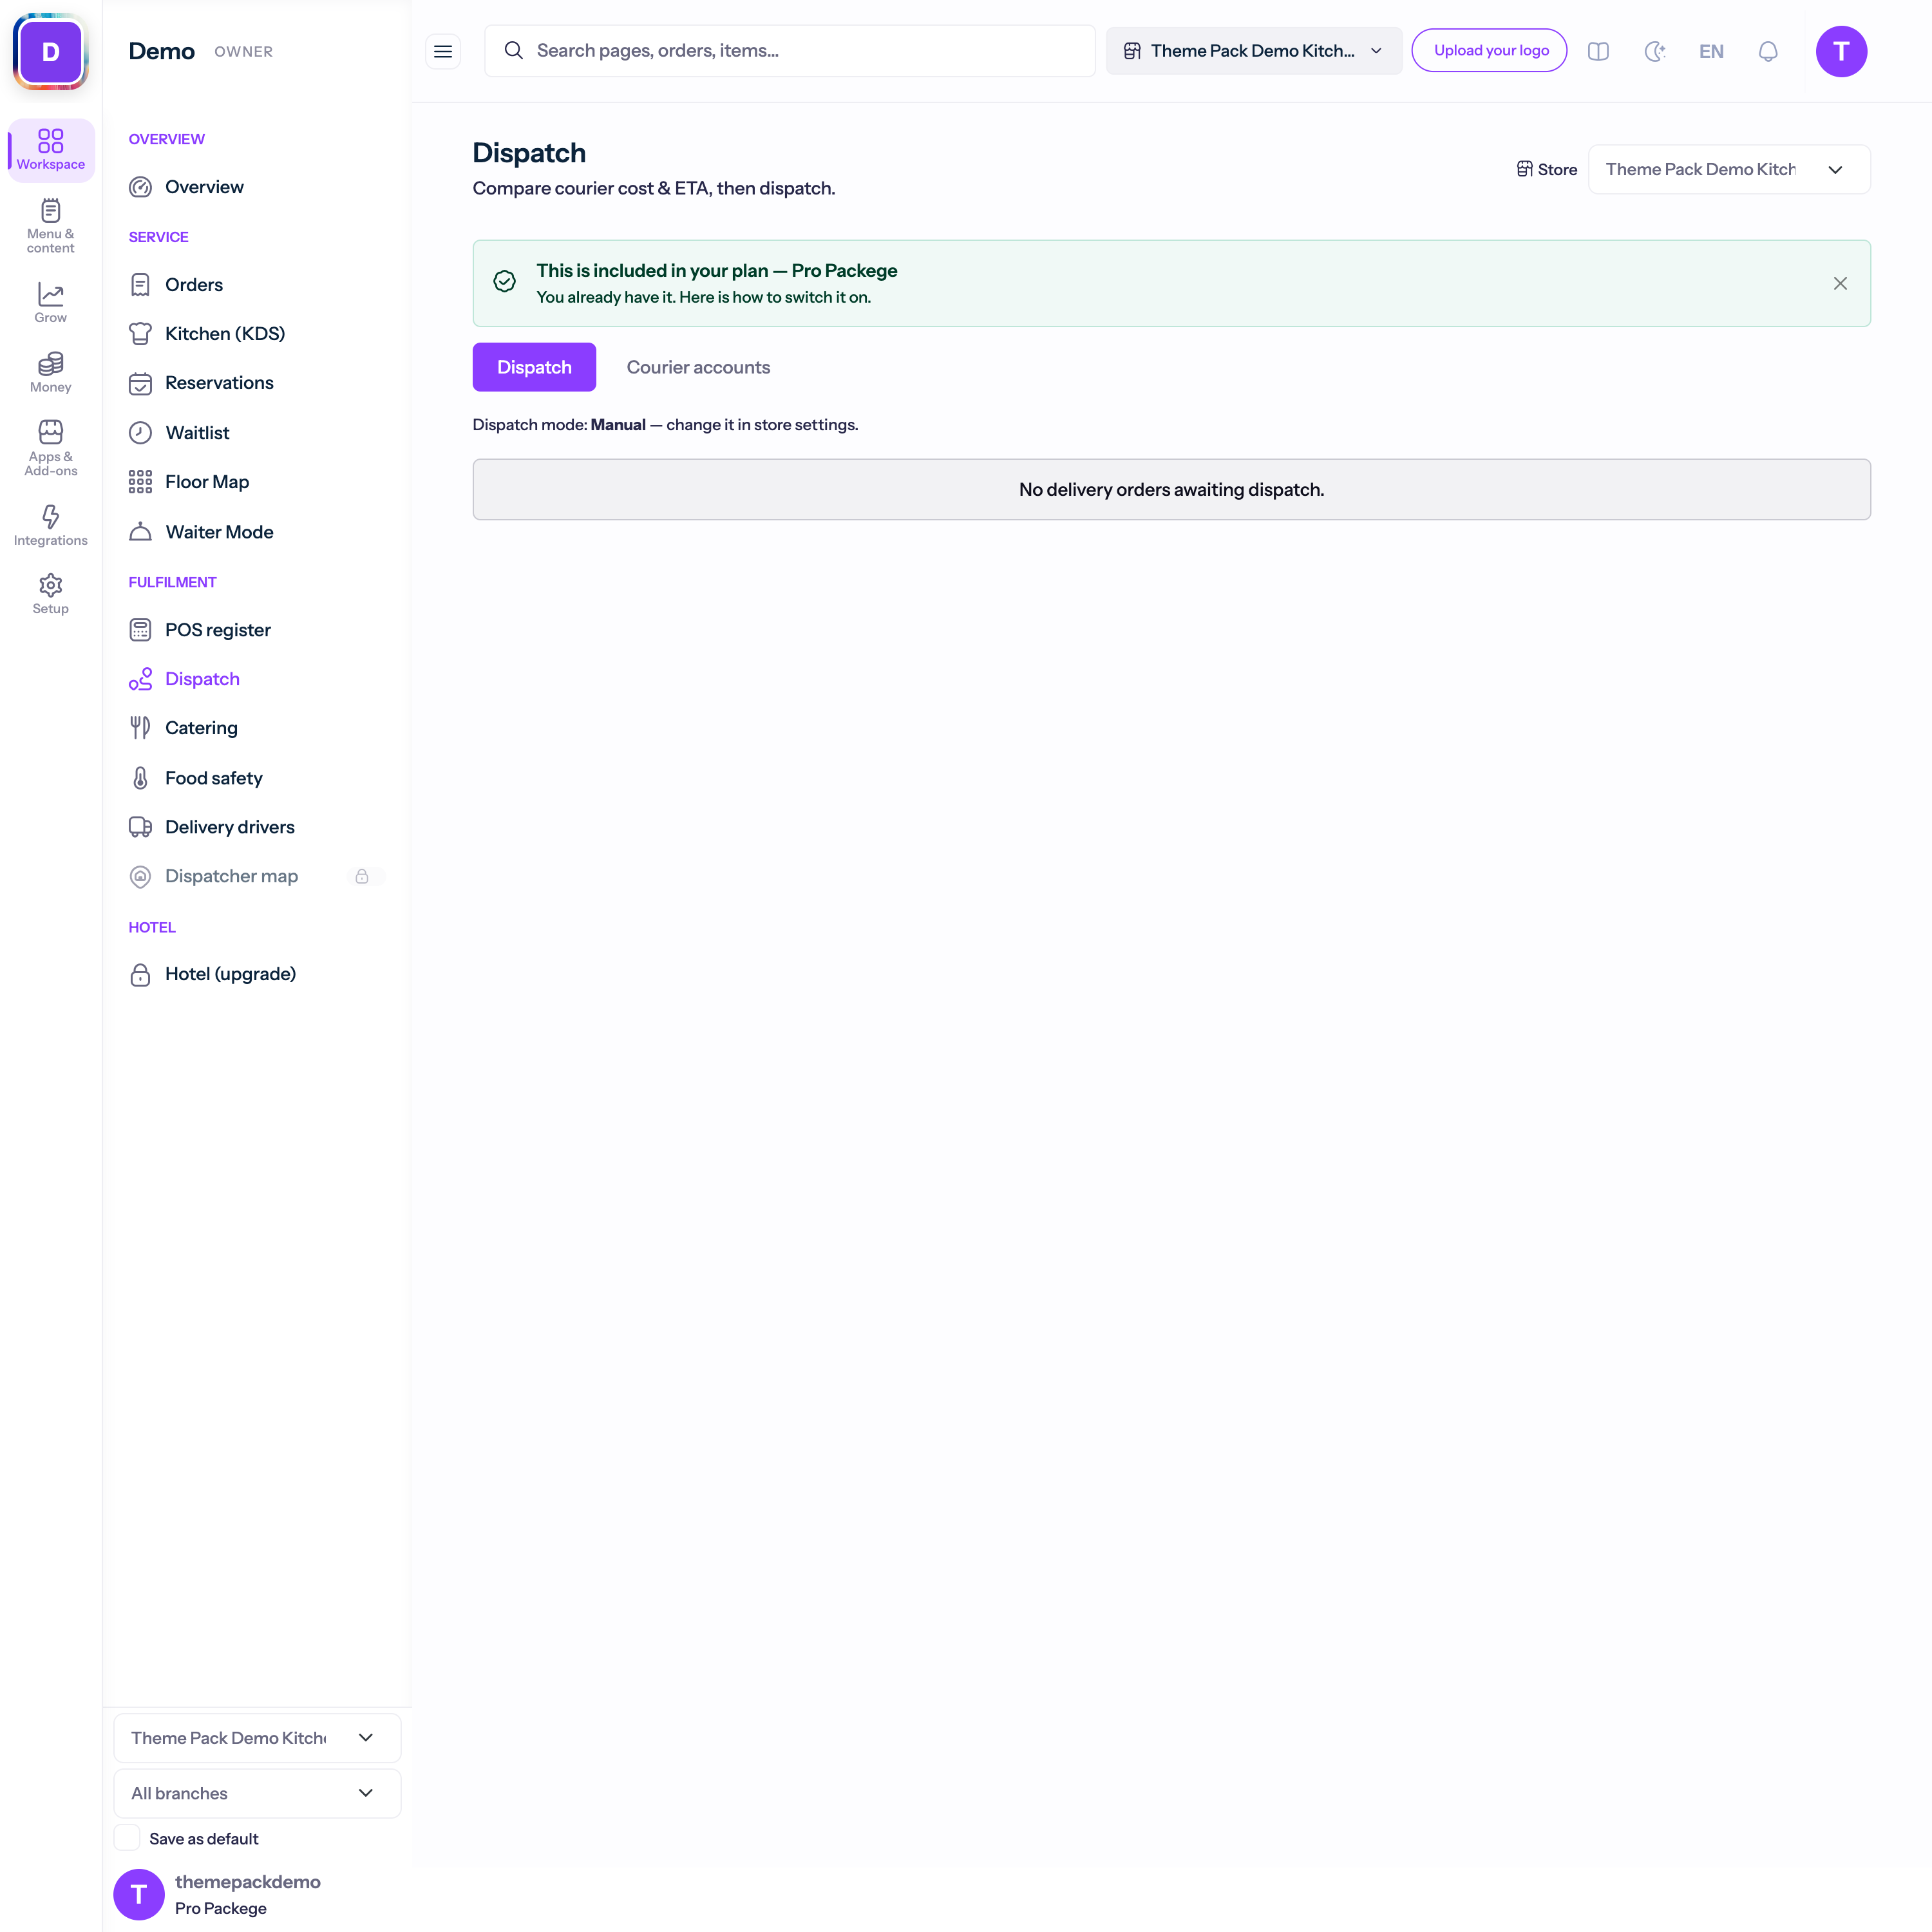 D
Demo OWNER
Search pages, orders, items...
Theme Pack Demo Kitch...
Upload your logo
EN
T
Workspace
Menu &
content
Grow
Money
Apps &
Add-ons
Integrations
Setup
OVERVIEW
Overview
SERVICE
Orders
Kitchen (KDS)
Reservations
Waitlist
Floor Map
Waiter Mode
FULFILMENT
POS register
Dispatch
Catering
Food safety
Delivery drivers
Dispatcher map
HOTEL
Hotel (upgrade)
Theme Pack Demo Kitch
All branches
Save as default
T
themepackdemo
Pro Packege
Dispatch
Compare courier cost & ETA, then dispatch.
Store
Theme Pack Demo Kitch
This is included in your plan — Pro Packege
You already have it. Here is how to switch it on.
Dispatch
Courier accounts
Dispatch mode: Manual — change it in store settings.
No delivery orders awaiting dispatch.